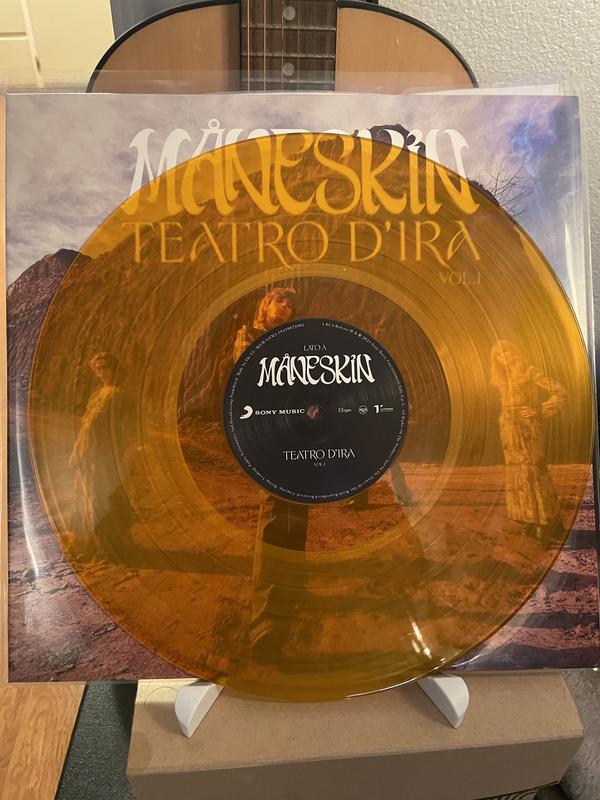 MÅNESKIN
TEATRO D'IRA
VOL.I
LATO A
MÅNESKIN
SONY MUSIC
33rpm
TEATRO D'IRA
VOL.I